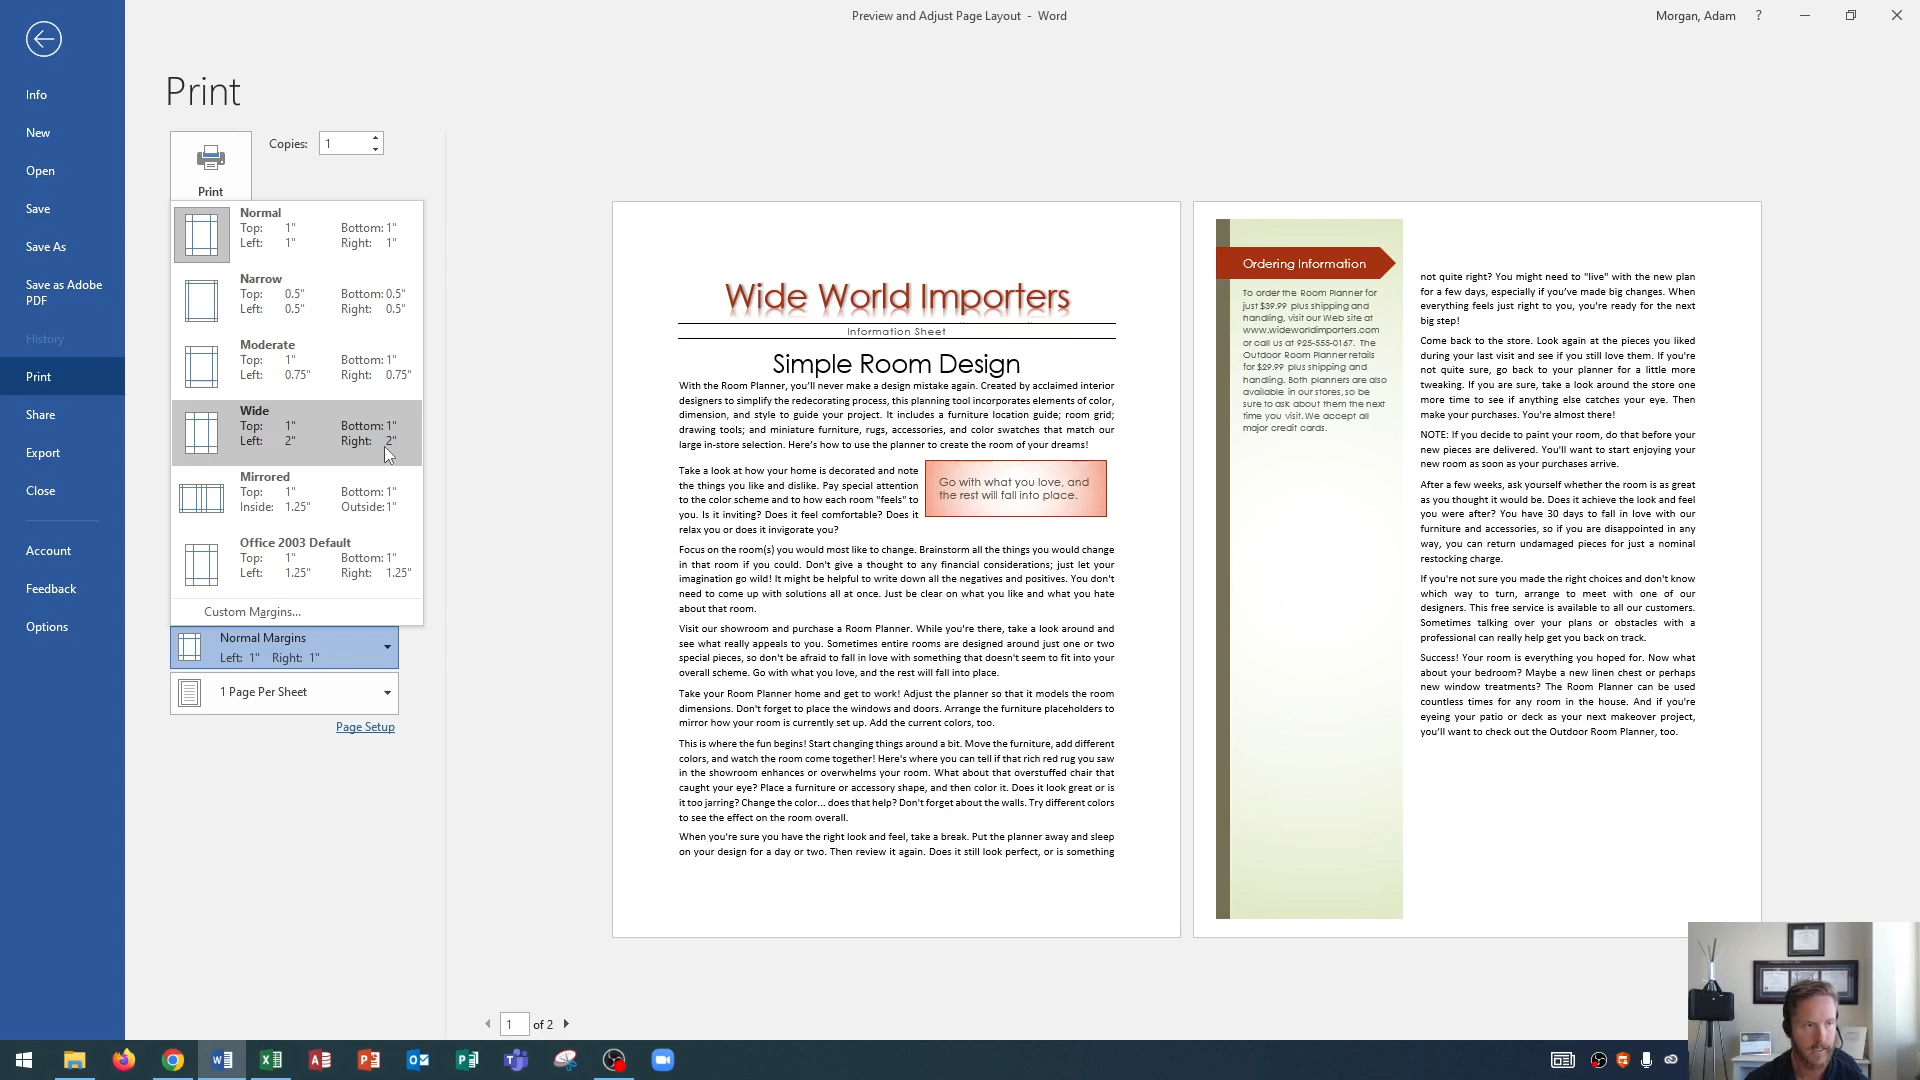 Preview and Adjust Page Layout - Word
Morgan, Adam
?
Info
New
Open
Save
Save As
Save as Adobe
PDF
History
Print
Share
Export
Close
Account
Feedback
Options
Print
Copies: 1
Print
Normal
Top: 1" Bottom: 1"
Left: 1" Right: 1"
Narrow
Top: 0.5" Bottom: 0.5"
Left: 0.5" Right: 0.5"
Moderate
Top: 1" Bottom: 1"
Left: 0.75" Right: 0.75"
Wide
Top: 1" Bottom: 1"
Left: 2" Right: 2"
Mirrored
Top: 1" Bottom: 1"
Inside: 1.25" Outside: 1"
Office 2003 Default
Top: 1" Bottom: 1"
Left: 1.25" Right: 1.25"
Custom Margins...
Normal Margins
Left: 1" Right: 1"
1 Page Per Sheet
Page Setup
Wide World Importers
Information Sheet
Simple Room Design
With the Room Planner, you'll never make a design mistake again. Created by acclaimed interior
designers to simplify the redecorating process, this planning tool incorporates elements of color,
dimension, and style to guide your project. It includes a furniture location guide; room grid;
drawing tools; and miniature furniture, rugs, accessories, and color swatches that match our
large in-store selection. Here's how to use the planner to create the room of your dreams!
Take a look at how your home is decorated and note
the things you like and dislike. Pay special attention
to the color scheme and to how each room "feels" to
you. Is it inviting? Does it feel comfortable? Does it
relax you or does it invigorate you?
Go with what you love, and
the rest will fall into place.
Focus on the room(s) you would most like to change. Brainstorm all the things you would change
in that room if you could. Don't give a thought to any financial considerations; just let your
imagination go wild! It might be helpful to write down all the negatives and positives. You don't
need to come up with solutions all at once. Just be clear on what you like and what you hate
about that room.
Visit our showroom and purchase a Room Planner. While you're there, take a look around and
see what really appeals to you. Sometimes entire rooms are designed around just one or two
special pieces, so don't be afraid to fall in love with something that doesn't seem to fit into your
overall scheme. Go with what you love, and the rest will fall into place.
Take your Room Planner home and get to work! Adjust the planner so that it models the room
dimensions. Don't forget to place the windows and doors. Arrange the furniture placeholders to
mirror how your room is currently set up. Add the current colors, too.
This is where the fun begins! Start changing things around a bit. Move the furniture, add different
colors, and watch the room come together! Here's where you can tell if that rich red rug you saw
in the showroom enhances or overwhelms your room. What about that overstuffed chair that
caught your eye? Place a furniture or accessory shape, and then color it. Does it look great or is
it too jarring? Change the color... does that help? Don't forget about the walls. Try different colors
to see the effect on the room overall.
When you're sure you have the right look and feel, take a break. Put the planner away and sleep
on your design for a day or two. Then review it again. Does it still look perfect, or is something
Ordering Information
To order the Room Planner for
just $39.99 plus shipping and
handling, visit our Web site at
www.wideworldimporters.com
or call us at 925-555-0167. The
Outdoor Room Planner retails
for $29.99 plus shipping and
handling. Both planners are also
available in our stores, so be
sure to ask about them the next
time you visit. We accept all
major credit cards.
not quite right? You might need to "live" with the new plan
for a few days, especially if you've made big changes. When
everything feels just right to you, you're ready for the next
big step!
Come back to the store. Look again at the pieces you liked
during your last visit and see if you still love them. If you're
not quite sure, go back to your planner for a little more
tweaking. If you are sure, take a look around the store one
more time to see if anything else catches your eye. Then
make your purchases. You're almost there!
NOTE: If you decide to paint your room, do that before your
new pieces are delivered. You'll want to start enjoying your
new room as soon as your purchases arrive.
After a few weeks, ask yourself whether the room is as great
as you thought it would be. Does it achieve the look and feel
you were after? You have 30 days to fall in love with our
furniture and accessories, so if you are disappointed in any
way, you can return undamaged pieces for just a nominal
restocking charge.
If you're not sure you made the right choices and don't know
which way to turn, arrange to meet with one of our
designers. This free service is available to all our customers.
Sometimes talking over your plans or obstacles with a
professional can really help get you back on track.
Success! Your room is everything you hoped for. Now what
about your bedroom? Maybe a new linen chest or perhaps
new window treatments? The Room Planner can be used
countless times for any room in the house. And if you're
eyeing your patio or deck as your next makeover project,
you'll want to check out the Outdoor Room Planner, too.
1 of 2